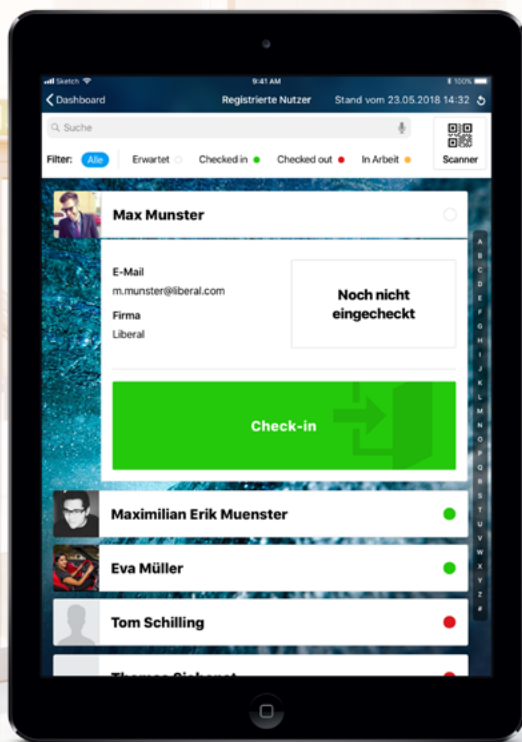 Sketch 9:41 AM 100%
Dashboard Registrierte Nutzer Stand vom 23.05.2018 14:32
Suche
Filter: Alle Erwartet Checked in Checked out In Arbeit Scanner
Max Munster
E-Mail
m.munster@liberal.com
Noch nicht
eingecheckt
Firma
Liberal
Check-in
Maximilian Erik Muenster
Eva Müller
Tom Schilling
A
B
C
D
E
F
G
H
I
J
K
L
M
N
O
P
Q
R
S
T
U
V
W
X
Y
Z
#